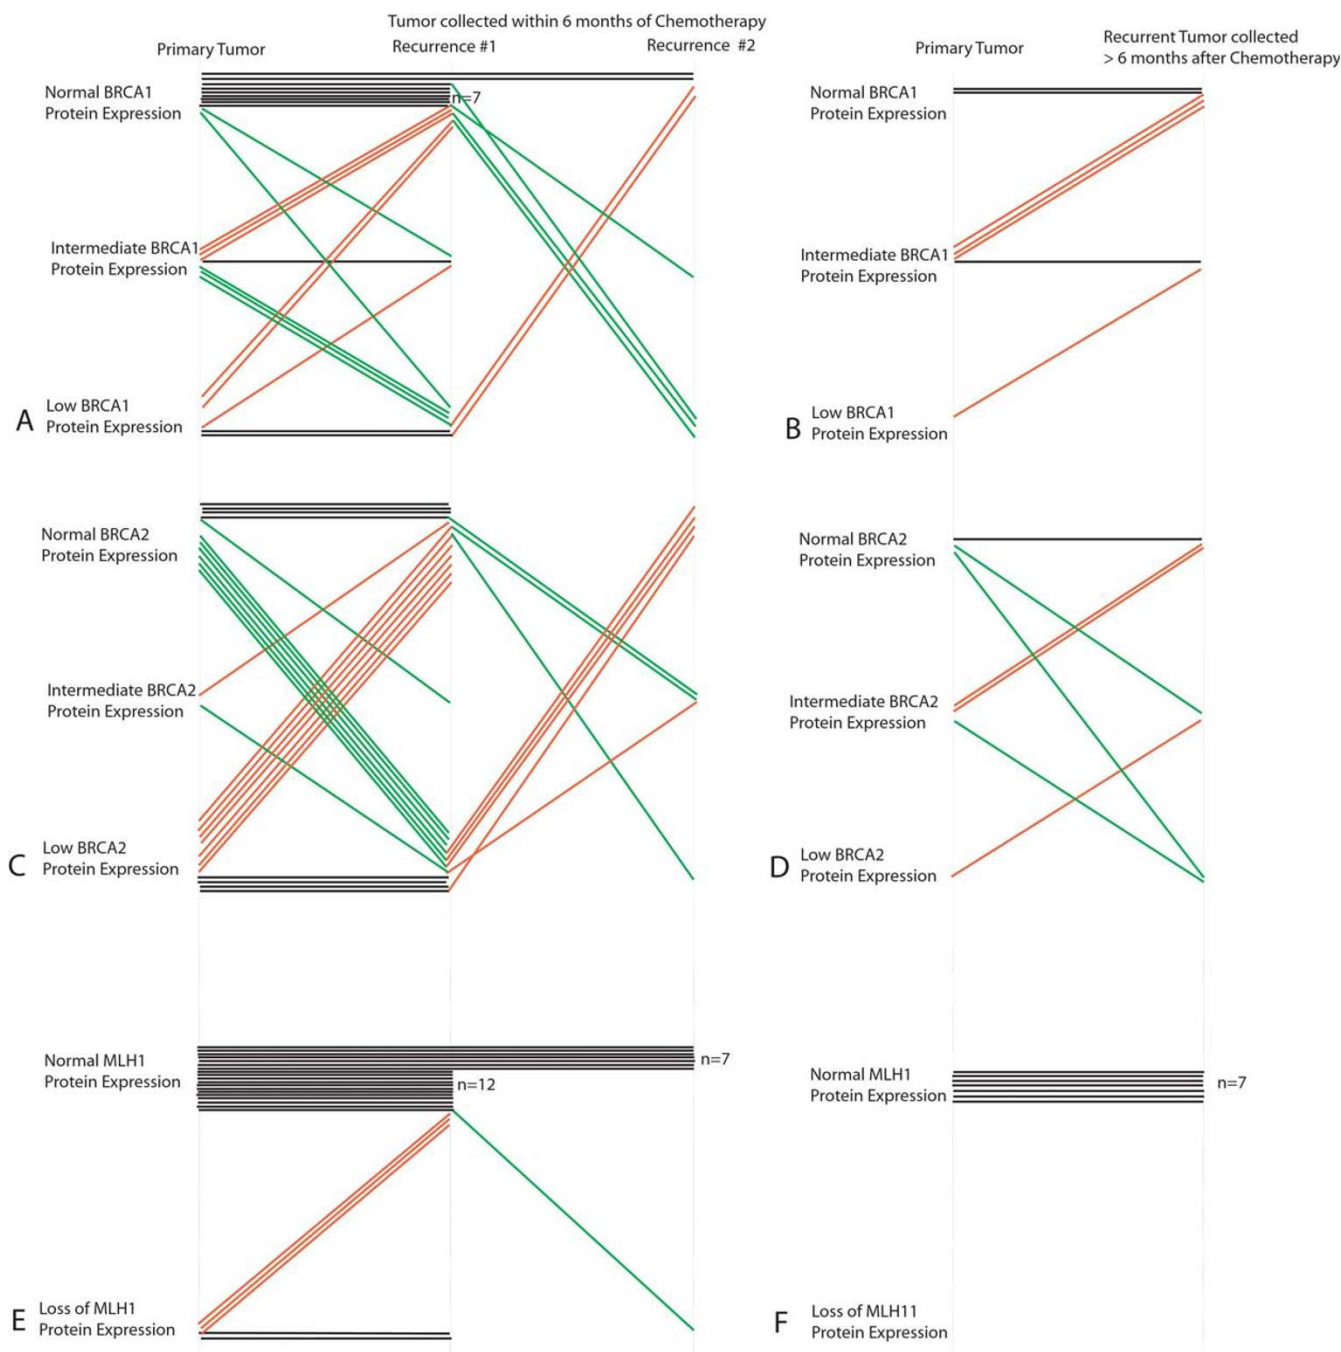 Tumor collected within 6 months of Chemotherapy
Primary Tumor
Recurrence #1
Recurrence #2
Primary Tumor
Recurrent Tumor collected
> 6 months after Chemotherapy
Normal BRCA1
Protein Expression
n=7
Intermediate BRCA1
Protein Expression
A
Low BRCA1
Protein Expression
Normal BRCA1
Protein Expression
Intermediate BRCA1
Protein Expression
B
Low BRCA1
Protein Expression
Normal BRCA2
Protein Expression
Intermediate BRCA2
Protein Expression
C
Low BRCA2
Protein Expression
Normal BRCA2
Protein Expression
Intermediate BRCA2
Protein Expression
D
Low BRCA2
Protein Expression
Normal MLH1
Protein Expression
n=7
n=12
E
Loss of MLH1
Protein Expression
Normal MLH1
Protein Expression
n=7
F
Loss of MLH11
Protein Expression